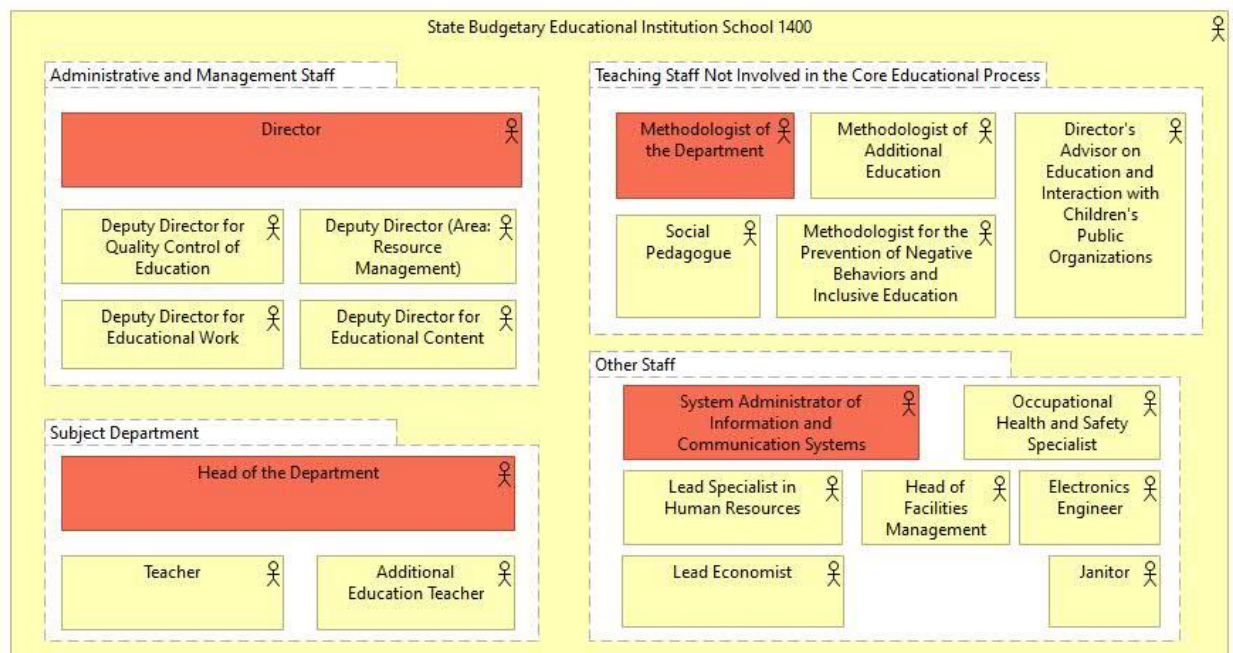 State Budgetary Educational Institution School 1400
Administrative and Management Staff
Director
Deputy Director for
Quality Control of
Education
Deputy Director (Area:
Resource
Management)
Deputy Director for
Educational Work
Deputy Director for
Educational Content
Subject Department
Head of the Department
Teacher
Additional
Education Teacher
Teaching Staff Not Involved in the Core Educational Process
Methodologist of
the Department
Methodologist of
Additional
Education
Director's
Advisor on
Education and
Interaction with
Children's
Public
Organizations
Social
Pedagogue
Methodologist for the
Prevention of Negative
Behaviors and
Inclusive Education
Other Staff
System Administrator of
Information and
Communication Systems
Occupational
Health and Safety
Specialist
Lead Specialist in
Human Resources
Head of
Facilities
Management
Electronics
Engineer
Lead Economist
Janitor